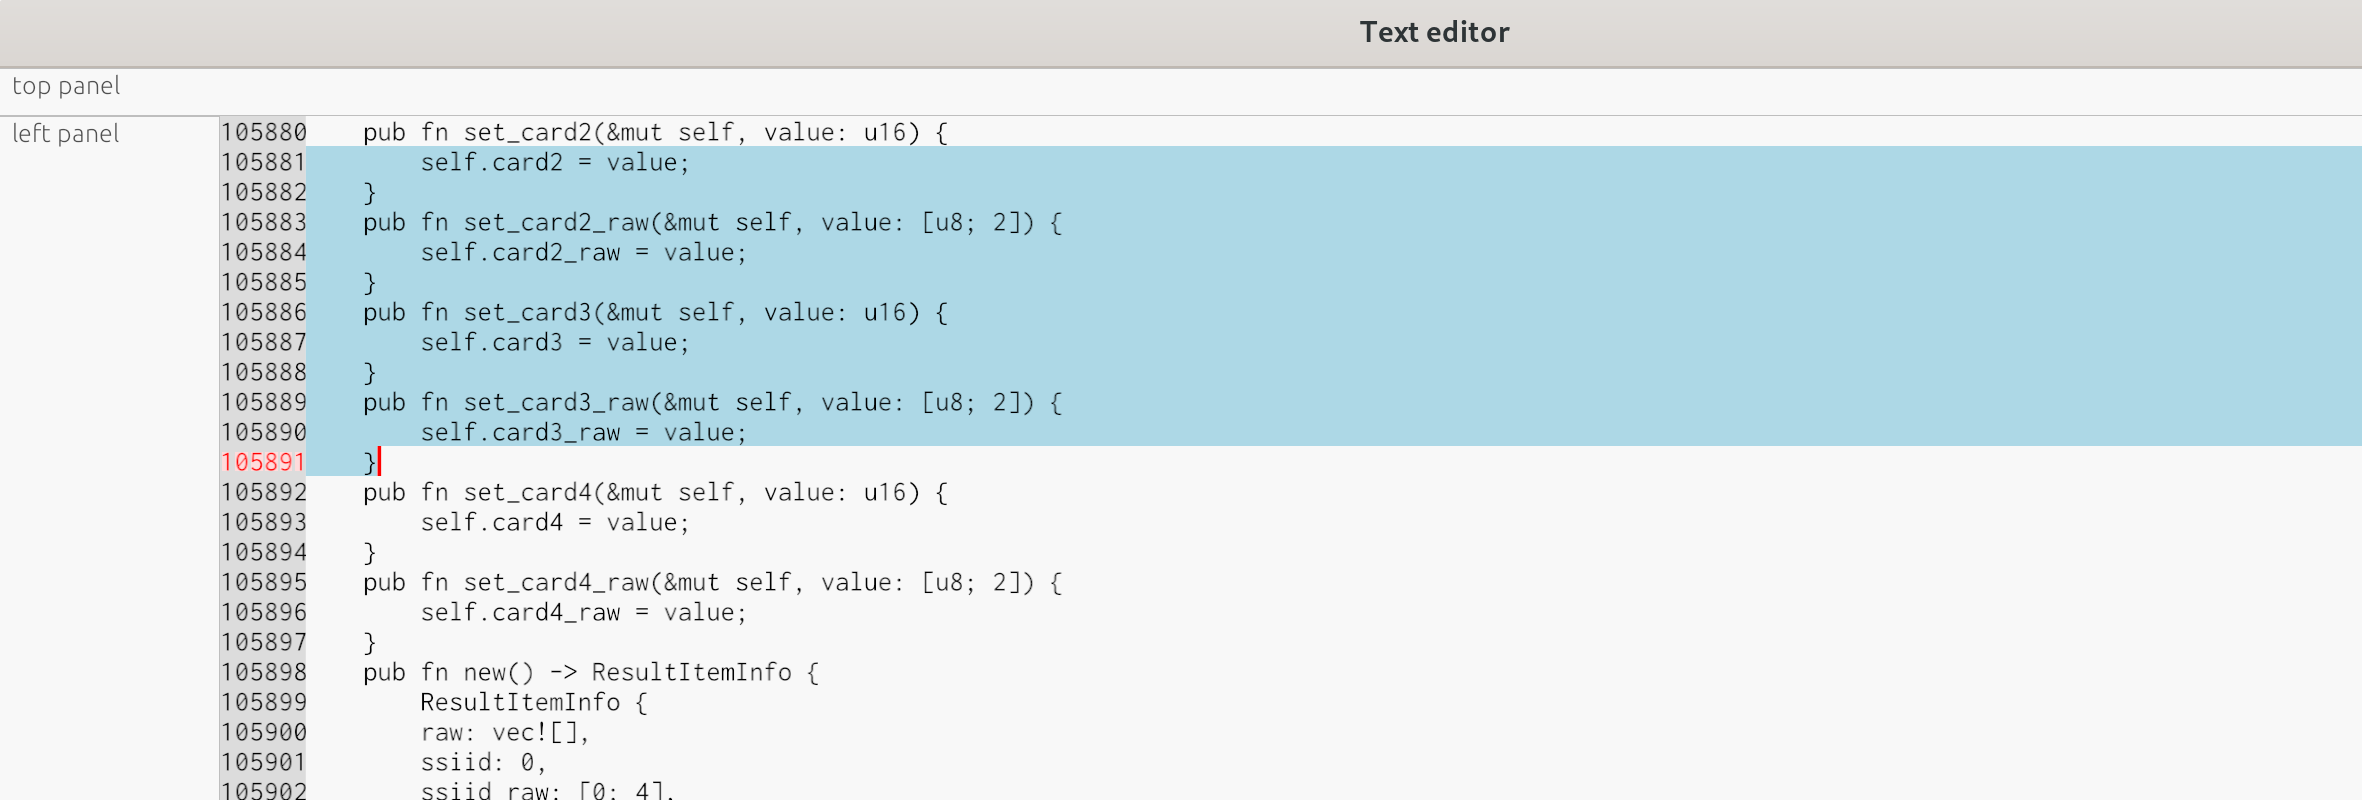 Text editor
top panel
left panel
105880    pub fn set_card2(&mut self, value: u16) {
105881        self.card2 = value;
105882    }
105883    pub fn set_card2_raw(&mut self, value: [u8; 2]) {
105884        self.card2_raw = value;
105885    }
105886    pub fn set_card3(&mut self, value: u16) {
105887        self.card3 = value;
105888    }
105889    pub fn set_card3_raw(&mut self, value: [u8; 2]) {
105890        self.card3_raw = value;
105891    }
105892    pub fn set_card4(&mut self, value: u16) {
105893        self.card4 = value;
105894    }
105895    pub fn set_card4_raw(&mut self, value: [u8; 2]) {
105896        self.card4_raw = value;
105897    }
105898    pub fn new() -> ResultItemInfo {
105899        ResultItemInfo {
105900        raw: vec![],
105901        ssiid: 0,
105902        ssiid_raw: [0; 4],